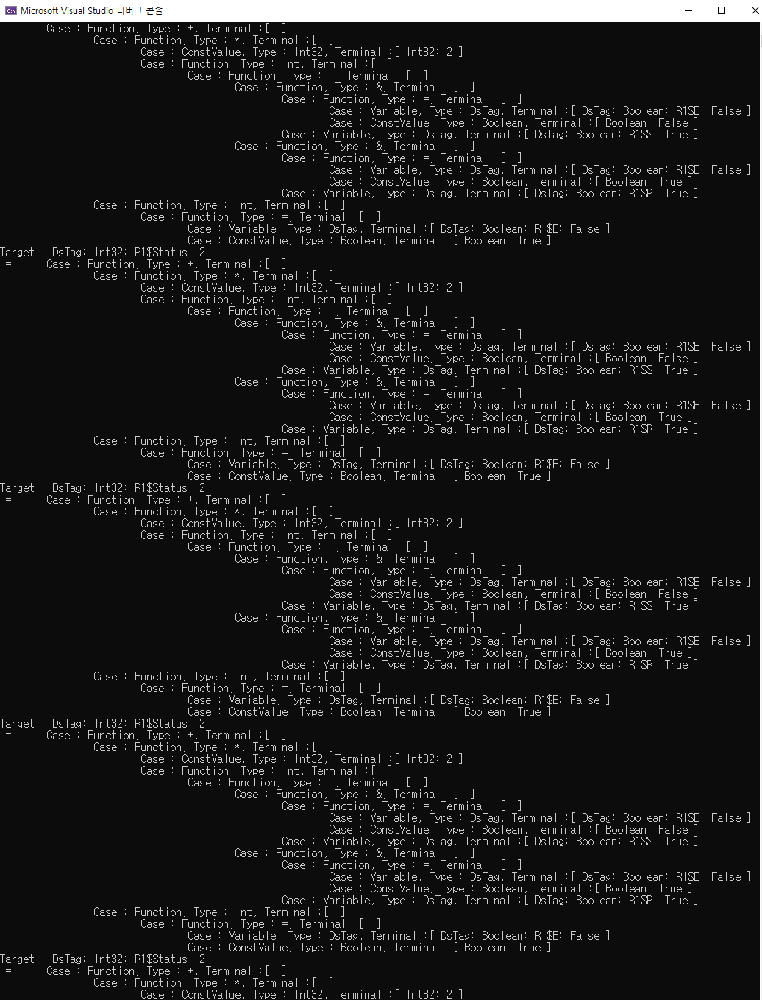 Microsoft Visual Studio 디버그 콘솔
= Case : Function, Type : +, Terminal :[  ]
Case : Function, Type : *, Terminal :[  ]
Case : ConstValue, Type : Int32, Terminal :[ Int32: 2 ]
Case : Function, Type : Int, Terminal :[  ]
Case : Function, Type : |, Terminal :[  ]
Case : Function, Type : &, Terminal :[  ]
Case : Function, Type : =, Terminal :[  ]
Case : Variable, Type : DsTag, Terminal :[ DsTag: Boolean: R1$E: False ]
Case : ConstValue, Type : Boolean, Terminal :[ Boolean: False ]
Case : Variable, Type : DsTag, Terminal :[ DsTag: Boolean: R1$S: True ]
Case : Function, Type : &, Terminal :[  ]
Case : Function, Type : =, Terminal :[  ]
Case : Variable, Type : DsTag, Terminal :[ DsTag: Boolean: R1$E: False ]
Case : ConstValue, Type : Boolean, Terminal :[ Boolean: True ]
Case : Variable, Type : DsTag, Terminal :[ DsTag: Boolean: R1$R: True ]
Case : Function, Type : Int, Terminal :[  ]
Case : Function, Type : =, Terminal :[  ]
Case : Variable, Type : DsTag, Terminal :[ DsTag: Boolean: R1$E: False ]
Case : ConstValue, Type : Boolean, Terminal :[ Boolean: True ]
Target : DsTag: Int32: R1$Status: 2
= Case : Function, Type : +, Terminal :[  ]
Case : Function, Type : *, Terminal :[  ]
Case : ConstValue, Type : Int32, Terminal :[ Int32: 2 ]
Case : Function, Type : Int, Terminal :[  ]
Case : Function, Type : |, Terminal :[  ]
Case : Function, Type : &, Terminal :[  ]
Case : Function, Type : =, Terminal :[  ]
Case : Variable, Type : DsTag, Terminal :[ DsTag: Boolean: R1$E: False ]
Case : ConstValue, Type : Boolean, Terminal :[ Boolean: False ]
Case : Variable, Type : DsTag, Terminal :[ DsTag: Boolean: R1$S: True ]
Case : Function, Type : &, Terminal :[  ]
Case : Function, Type : =, Terminal :[  ]
Case : Variable, Type : DsTag, Terminal :[ DsTag: Boolean: R1$E: False ]
Case : ConstValue, Type : Boolean, Terminal :[ Boolean: True ]
Case : Variable, Type : DsTag, Terminal :[ DsTag: Boolean: R1$R: True ]
Case : Function, Type : Int, Terminal :[  ]
Case : Function, Type : =, Terminal :[  ]
Case : Variable, Type : DsTag, Terminal :[ DsTag: Boolean: R1$E: False ]
Case : ConstValue, Type : Boolean, Terminal :[ Boolean: True ]
Target : DsTag: Int32: R1$Status: 2
= Case : Function, Type : +, Terminal :[  ]
Case : Function, Type : *, Terminal :[  ]
Case : ConstValue, Type : Int32, Terminal :[ Int32: 2 ]
Case : Function, Type : Int, Terminal :[  ]
Case : Function, Type : |, Terminal :[  ]
Case : Function, Type : &, Terminal :[  ]
Case : Function, Type : =, Terminal :[  ]
Case : Variable, Type : DsTag, Terminal :[ DsTag: Boolean: R1$E: False ]
Case : ConstValue, Type : Boolean, Terminal :[ Boolean: False ]
Case : Variable, Type : DsTag, Terminal :[ DsTag: Boolean: R1$S: True ]
Case : Function, Type : &, Terminal :[  ]
Case : Function, Type : =, Terminal :[  ]
Case : Variable, Type : DsTag, Terminal :[ DsTag: Boolean: R1$E: False ]
Case : ConstValue, Type : Boolean, Terminal :[ Boolean: True ]
Case : Variable, Type : DsTag, Terminal :[ DsTag: Boolean: R1$R: True ]
Case : Function, Type : Int, Terminal :[  ]
Case : Function, Type : =, Terminal :[  ]
Case : Variable, Type : DsTag, Terminal :[ DsTag: Boolean: R1$E: False ]
Case : ConstValue, Type : Boolean, Terminal :[ Boolean: True ]
Target : DsTag: Int32: R1$Status: 2
= Case : Function, Type : +, Terminal :[  ]
Case : Function, Type : *, Terminal :[  ]
Case : ConstValue, Type : Int32, Terminal :[ Int32: 2 ]
Case : Function, Type : Int, Terminal :[  ]
Case : Function, Type : |, Terminal :[  ]
Case : Function, Type : &, Terminal :[  ]
Case : Function, Type : =, Terminal :[  ]
Case : Variable, Type : DsTag, Terminal :[ DsTag: Boolean: R1$E: False ]
Case : ConstValue, Type : Boolean, Terminal :[ Boolean: False ]
Case : Variable, Type : DsTag, Terminal :[ DsTag: Boolean: R1$S: True ]
Case : Function, Type : &, Terminal :[  ]
Case : Function, Type : =, Terminal :[  ]
Case : Variable, Type : DsTag, Terminal :[ DsTag: Boolean: R1$E: False ]
Case : ConstValue, Type : Boolean, Terminal :[ Boolean: True ]
Case : Variable, Type : DsTag, Terminal :[ DsTag: Boolean: R1$R: True ]
Case : Function, Type : Int, Terminal :[  ]
Case : Function, Type : =, Terminal :[  ]
Case : Variable, Type : DsTag, Terminal :[ DsTag: Boolean: R1$E: False ]
Case : ConstValue, Type : Boolean, Terminal :[ Boolean: True ]
Target : DsTag: Int32: R1$Status: 2
= Case : Function, Type : +, Terminal :[  ]
Case : Function, Type : *, Terminal :[  ]
Case : ConstValue, Type : Int32, Terminal :[ Int32: 2 ]